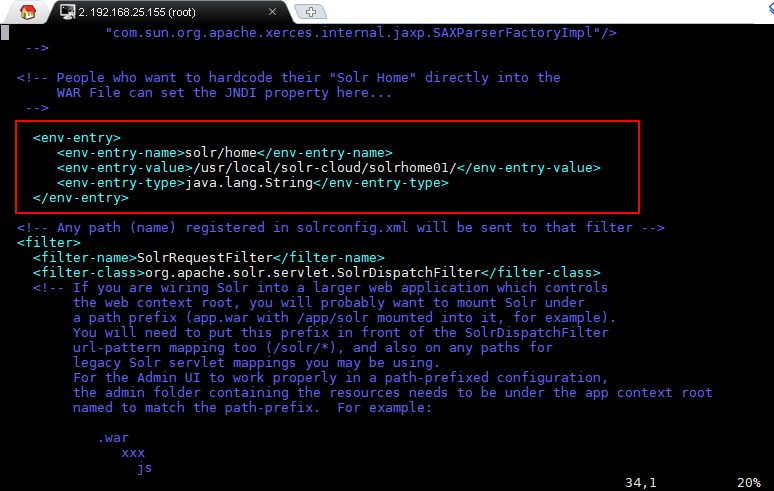 2. 192.168.25.155 (root)
"com.sun.org.apache.xerces.internal.jaxp.SAXParserFactoryImpl"/>
-->
<!-- People who want to hardcode their "Solr Home" directly into the
WAR File can set the JNDI property here...
-->
<env-entry>
<env-entry-name>solr/home</env-entry-name>
<env-entry-value>/usr/local/solr-cloud/solrhome01/</env-entry-value>
<env-entry-type>java.lang.String</env-entry-type>
</env-entry>
<!-- Any path (name) registered in solrconfig.xml will be sent to that filter -->
<filter>
<filter-name>SolrRequestFilter</filter-name>
<filter-class>org.apache.solr.servlet.SolrDispatchFilter</filter-class>
<!-- If you are wiring Solr into a larger web application which controls
the web context root, you will probably want to mount Solr under
a path prefix (app.war with /app/solr mounted into it, for example).
You will need to put this prefix in front of the SolrDispatchFilter
url-pattern mapping too (/solr/*), and also on any paths for
legacy Solr servlet mappings you may be using.
For the Admin UI to work properly in a path-prefixed configuration,
the admin folder containing the resources needs to be under the app context root
named to match the path-prefix.  For example:
.war
xxx
js
34,1 20%